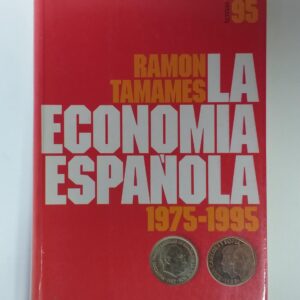 95
RAMON
TAMAMES LA
ECONOMIA
ESPAÑOLA
1975-1995